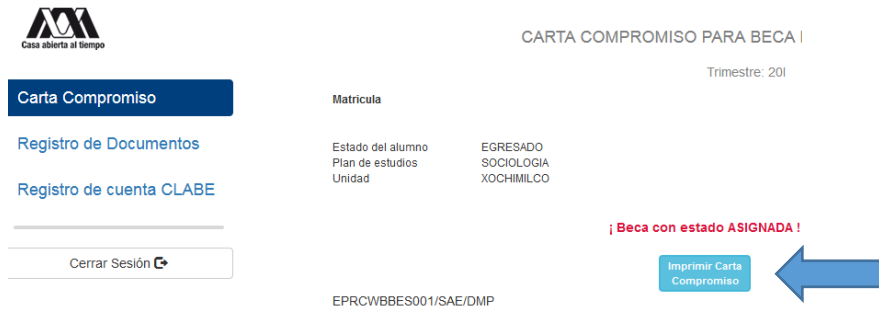 Casa abierta al tiempo
CARTA COMPROMISO PARA BECA
Trimestre: 20I
Carta Compromiso
Matricula
Registro de Documentos
Estado del alumno EGRESADO
Plan de estudios SOCIOLOGIA
Unidad XOCHIMILCO
Registro de cuenta CLABE
¡ Beca con estado ASIGNADA !
Cerrar Sesión
Imprimir Carta
Compromiso
EPRCWBBES001/SAE/DMP